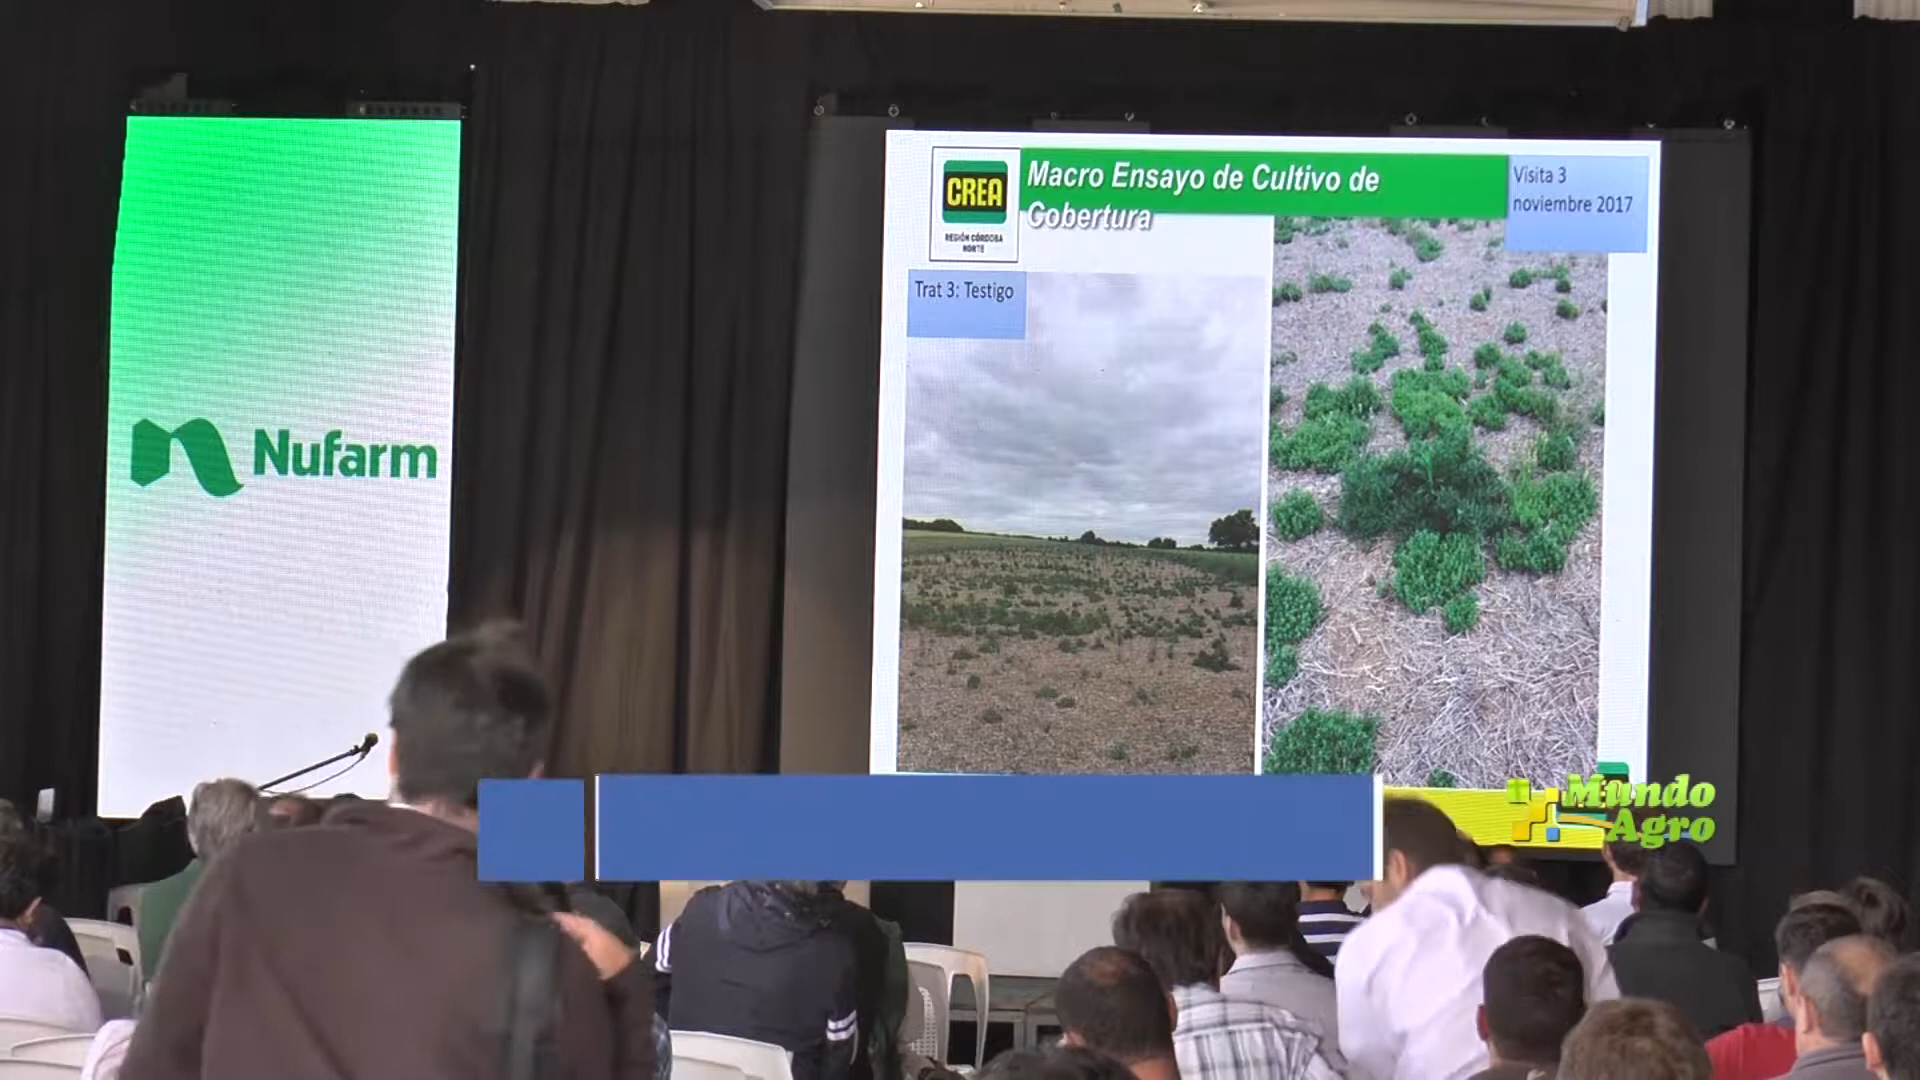 Nufarm
CREA
REGIÓN CÓRDOBA
NORTE
Macro Ensayo de Cultivo de
Cobertura
Visita 3
noviembre 2017
Trat 3: Testigo
Mundo
Agro